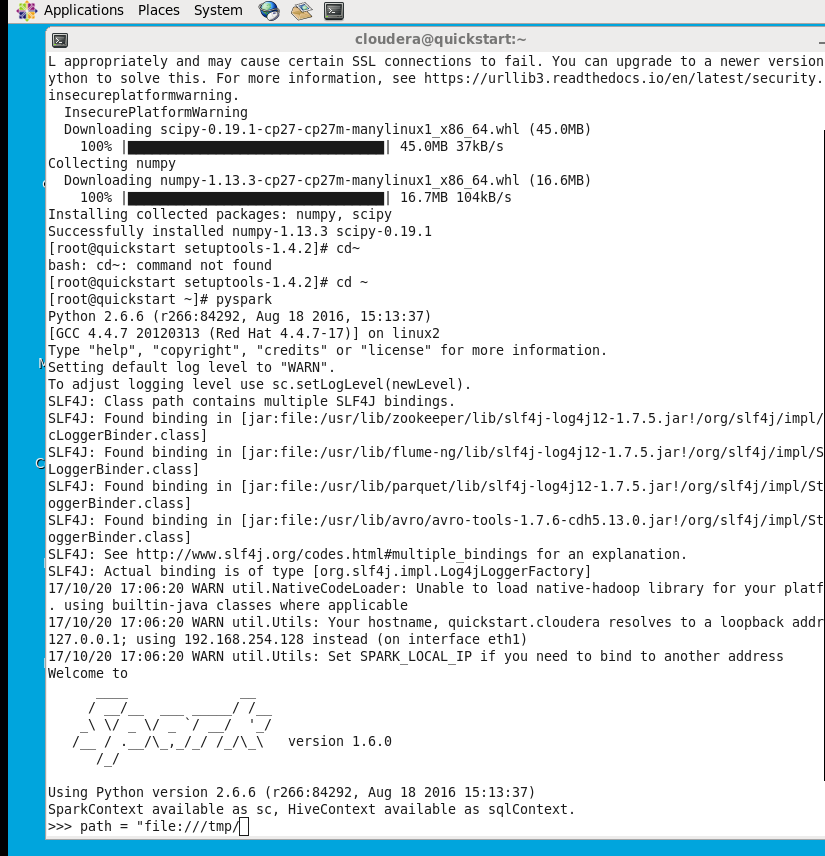 Applications Places System
cloudera@quickstart:~
L appropriately and may cause certain SSL connections to fail. You can upgrade to a newer version
ython to solve this. For more information, see https://urllib3.readthedocs.io/en/latest/security.
insecureplatformwarning.
  InsecurePlatformWarning
  Downloading scipy-0.19.1-cp27-cp27m-manylinux1_x86_64.whl (45.0MB)
    100% |████████████████████████████████| 45.0MB 37kB/s
Collecting numpy
  Downloading numpy-1.13.3-cp27-cp27m-manylinux1_x86_64.whl (16.6MB)
    100% |████████████████████████████████| 16.7MB 104kB/s
Installing collected packages: numpy, scipy
Successfully installed numpy-1.13.3 scipy-0.19.1
[root@quickstart setuptools-1.4.2]# cd~
bash: cd~: command not found
[root@quickstart setuptools-1.4.2]# cd ~
[root@quickstart ~]# pyspark
Python 2.6.6 (r266:84292, Aug 18 2016, 15:13:37)
[GCC 4.4.7 20120313 (Red Hat 4.4.7-17)] on linux2
Type "help", "copyright", "credits" or "license" for more information.
Setting default log level to "WARN".
To adjust logging level use sc.setLogLevel(newLevel).
SLF4J: Class path contains multiple SLF4J bindings.
SLF4J: Found binding in [jar:file:/usr/lib/zookeeper/lib/slf4j-log4j12-1.7.5.jar!/org/slf4j/impl/
cLoggerBinder.class]
SLF4J: Found binding in [jar:file:/usr/lib/flume-ng/lib/slf4j-log4j12-1.7.5.jar!/org/slf4j/impl/S
LoggerBinder.class]
SLF4J: Found binding in [jar:file:/usr/lib/parquet/lib/slf4j-log4j12-1.7.5.jar!/org/slf4j/impl/St
oggerBinder.class]
SLF4J: Found binding in [jar:file:/usr/lib/avro/avro-tools-1.7.6-cdh5.13.0.jar!/org/slf4j/impl/St
oggerBinder.class]
SLF4J: See http://www.slf4j.org/codes.html#multiple_bindings for an explanation.
SLF4J: Actual binding is of type [org.slf4j.impl.Log4jLoggerFactory]
17/10/20 17:06:20 WARN util.NativeCodeLoader: Unable to load native-hadoop library for your platf
. using builtin-java classes where applicable
17/10/20 17:06:20 WARN util.Utils: Your hostname, quickstart.cloudera resolves to a loopback addr
127.0.0.1; using 192.168.254.128 instead (on interface eth1)
17/10/20 17:06:20 WARN util.Utils: Set SPARK_LOCAL_IP if you need to bind to another address
Welcome to
      ____              __
     / __/__  ___ _____/ /__
    _\ \/ _ \/ _ `/ __/  '_/
   /__ / .__/\_,_/_/ /_/\_\   version 1.6.0
      /_/
Using Python version 2.6.6 (r266:84292, Aug 18 2016 15:13:37)
SparkContext available as sc, HiveContext available as sqlContext.
>>> path = "file:///tmp/